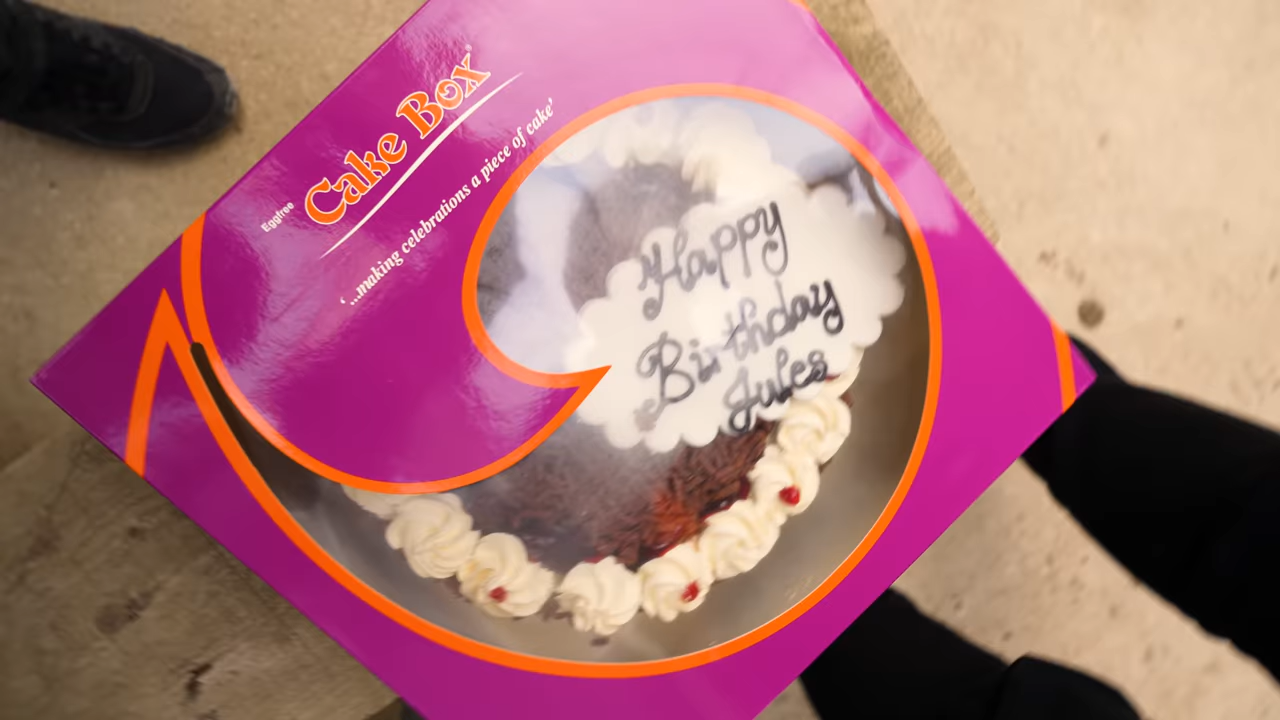 Eggfree
Cake Box
'...making celebrations a piece of cake'
Happy
Birthday
Jules